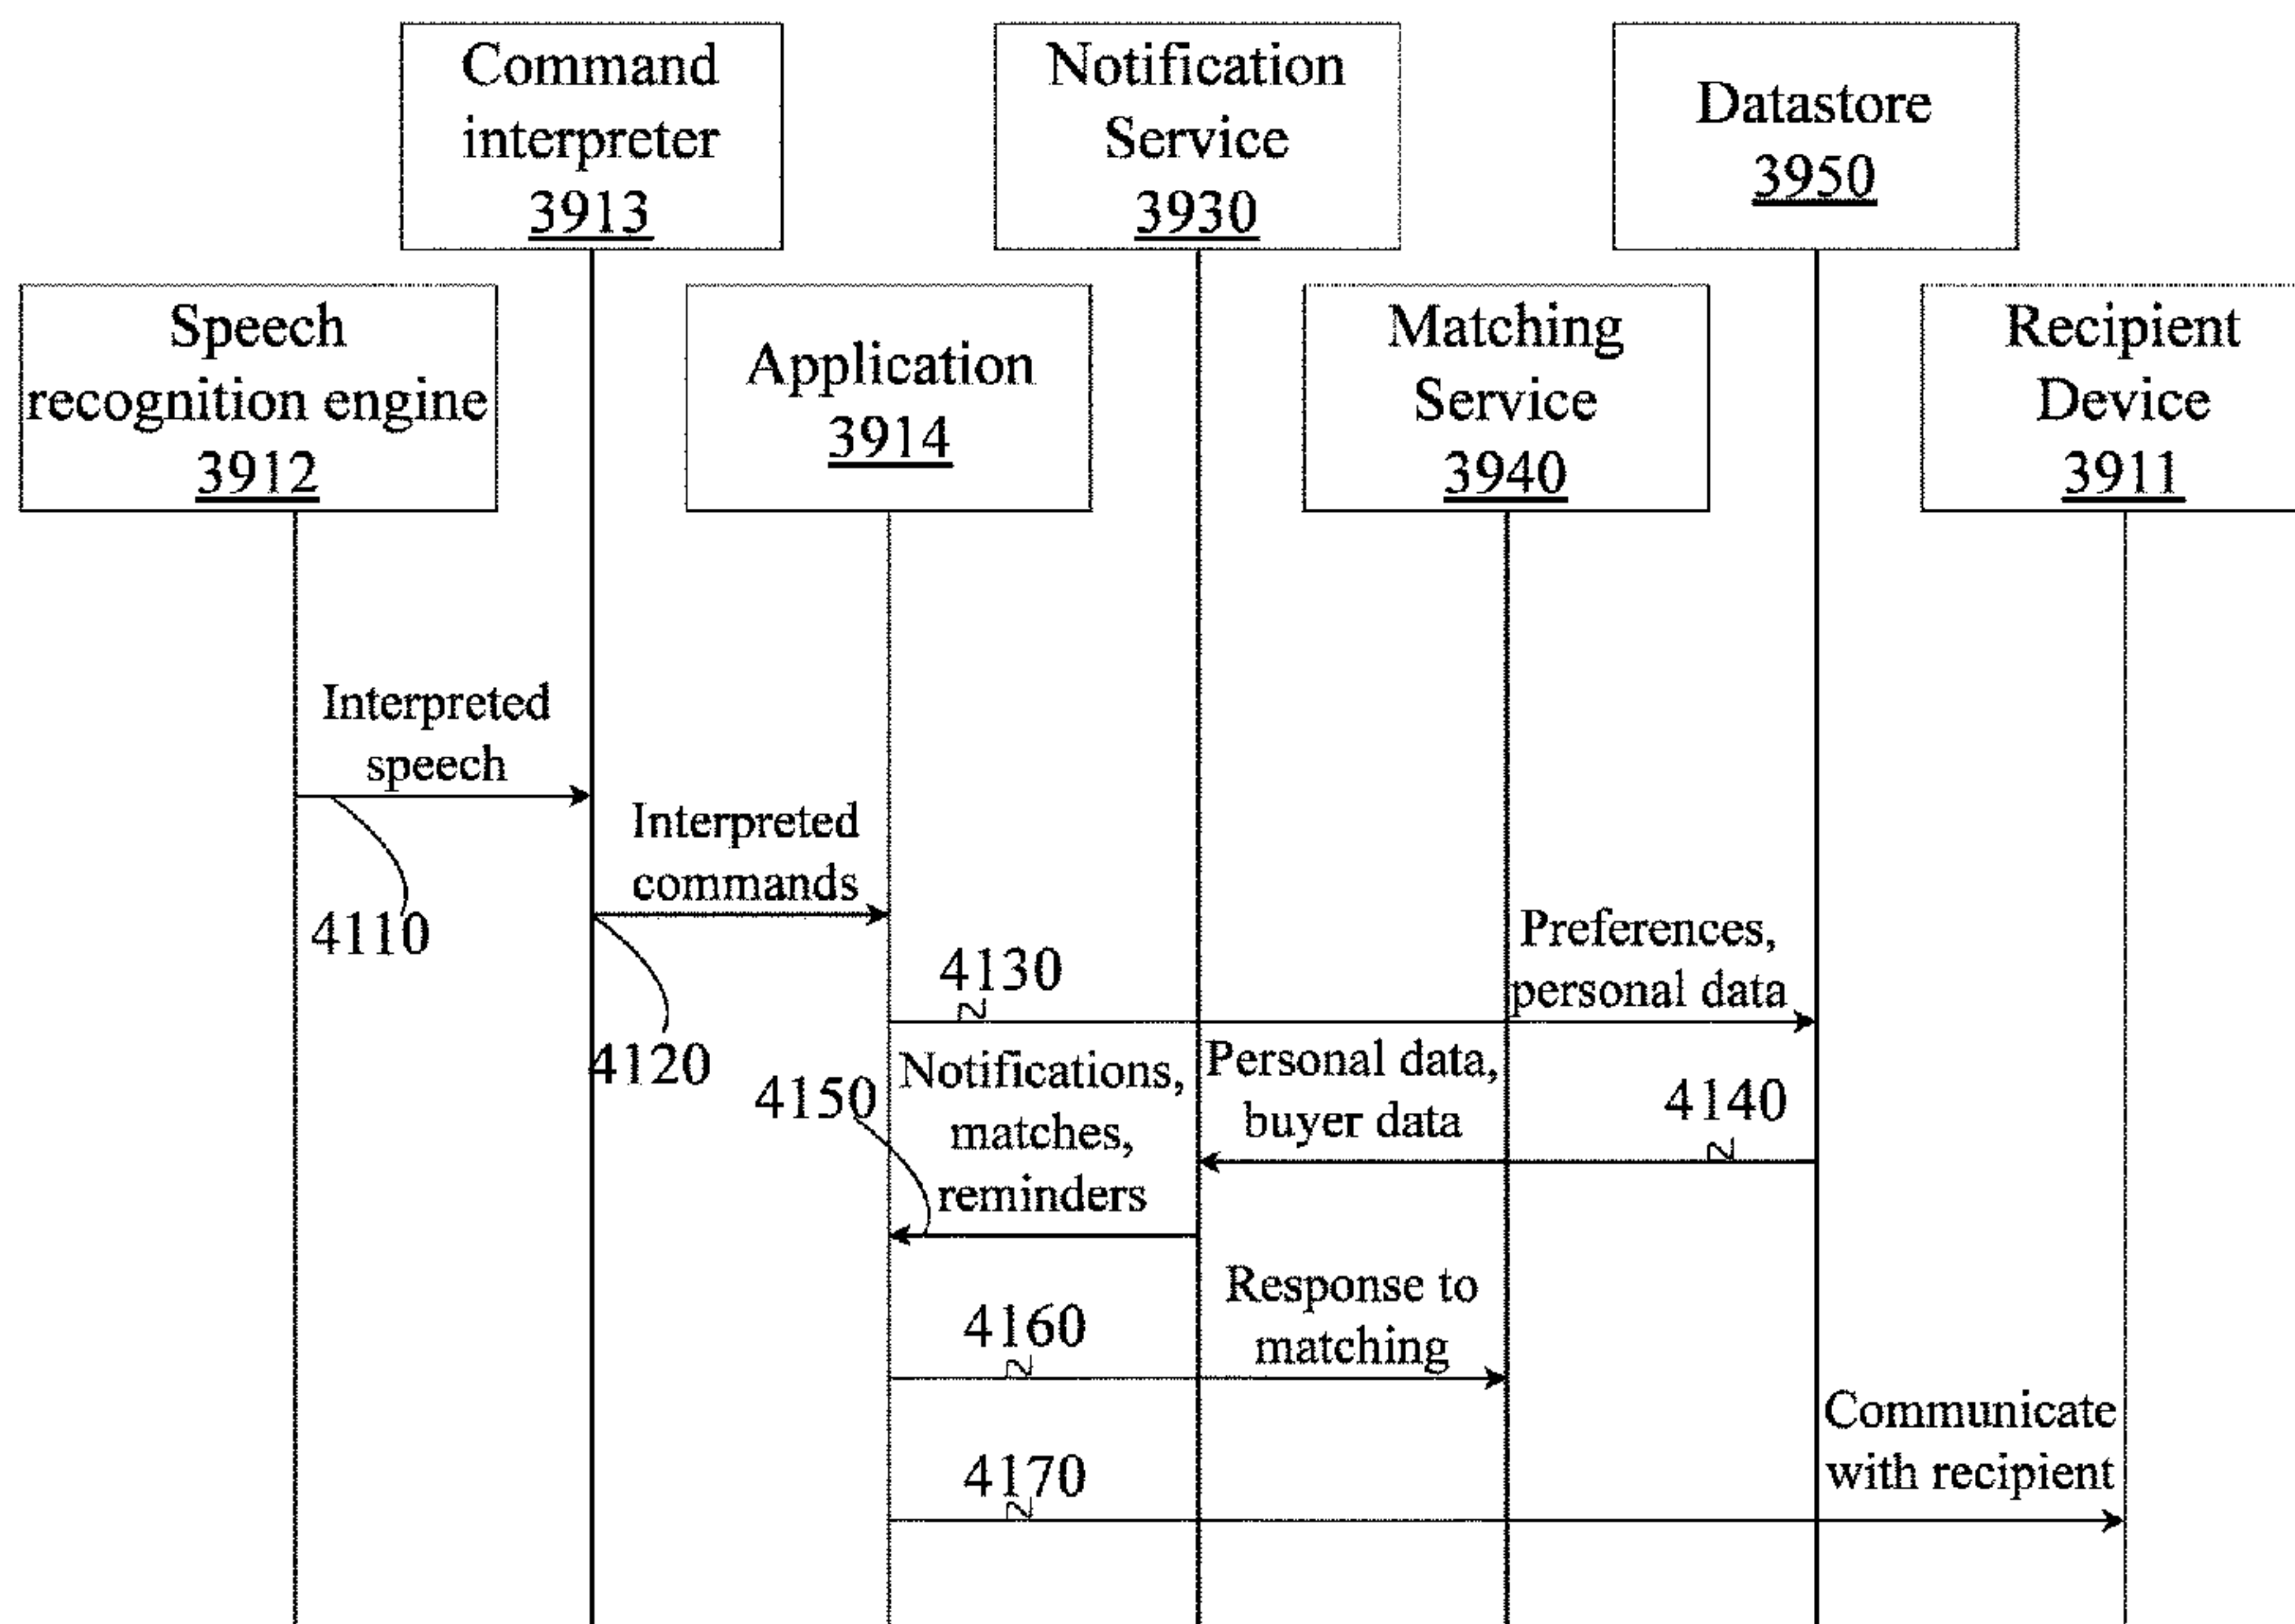 Command
interpreter
3913
Notification
Service
3930
Datastore
3950
Speech
recognition engine
3912
Application
3914
Matching
Service
3940
Recipient
Device
3911
Interpreted
speech
4110
Interpreted
commands
4120
4130
Preferences,
personal data
4140
Personal data,
buyer data
4150
Notifications,
matches,
reminders
4160
Response to
matching
4170
Communicate
with recipient